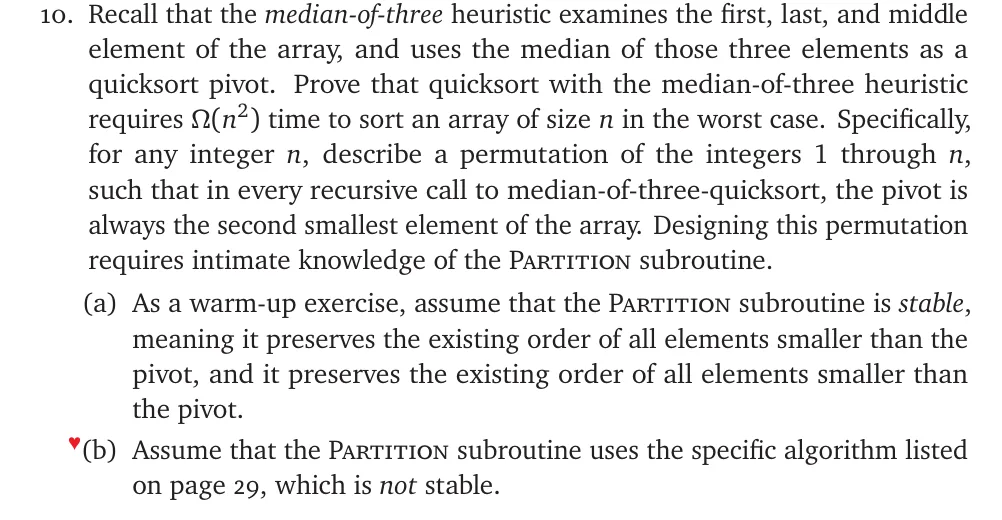 10. Recall that the median-of-three heuristic examines the first, last, and middle
element of the array, and uses the median of those three elements as a
quicksort pivot. Prove that quicksort with the median-of-three heuristic
requires Ω(n²) time to sort an array of size n in the worst case. Specifically,
for any integer n, describe a permutation of the integers 1 through n,
such that in every recursive call to median-of-three-quicksort, the pivot is
always the second smallest element of the array. Designing this permutation
requires intimate knowledge of the PARTITION subroutine.
(a) As a warm-up exercise, assume that the PARTITION subroutine is stable,
meaning it preserves the existing order of all elements smaller than the
pivot, and it preserves the existing order of all elements smaller than
the pivot.
♥(b) Assume that the PARTITION subroutine uses the specific algorithm listed
on page 29, which is not stable.